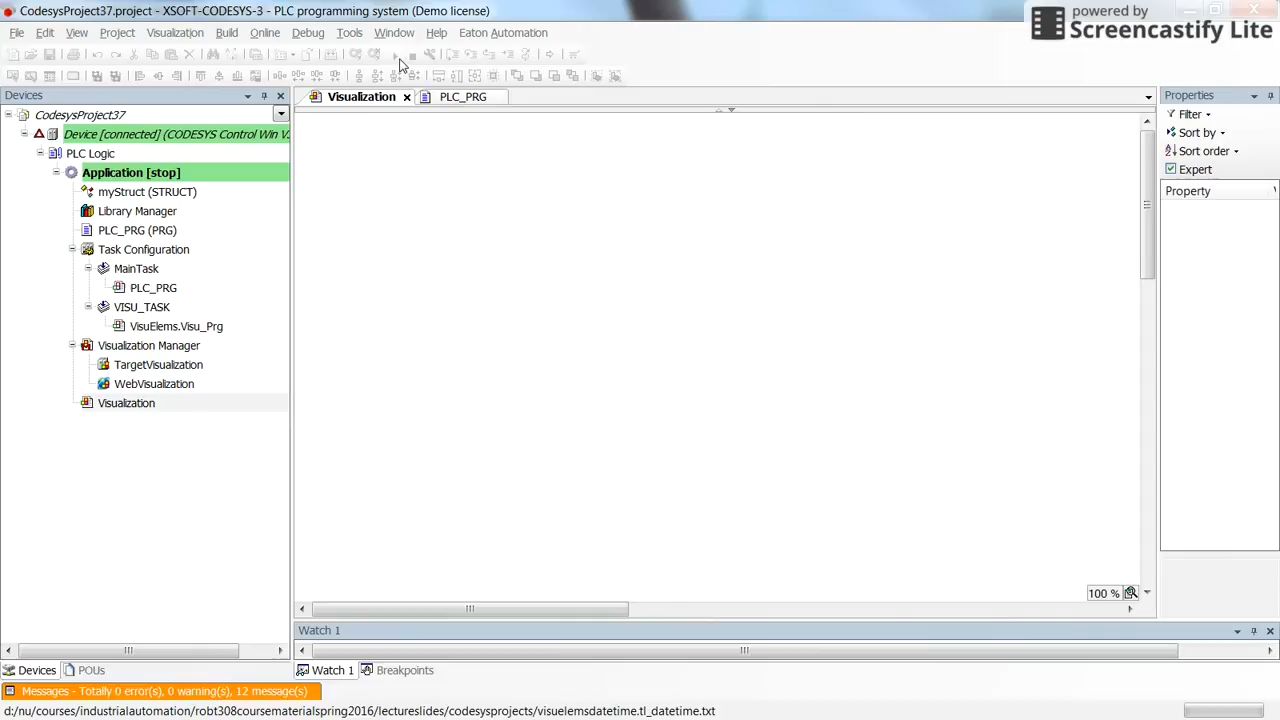 CodesysProject37.project - XSOFT-CODESYS-3 - PLC programming system (Demo license)
powered by
Screencastify Lite
File Edit View Project Visualization Build Online Debug Tools Window Help Eaton Automation
Devices
Visualization
PLC_PRG
Properties
CodesysProject37
Filter
Device [connected] (CODESYS Control Win V.
Sort by
PLC Logic
Sort order
Application [stop]
Expert
myStruct (STRUCT)
Property
Library Manager
PLC_PRG (PRG)
Task Configuration
MainTask
PLC_PRG
VISU_TASK
VisuElems.Visu_Prg
Visualization Manager
TargetVisualization
WebVisualization
Visualization
100 %
Watch 1
Devices
POUs
Watch 1
Breakpoints
Messages - Totally 0 error(s), 0 warning(s), 12 message(s)
d:/nu/courses/industrialautomation/robt308coursematerialspring2016/lectureslides/codesysprojects/visuelemsdatetime.tl_datetime.txt